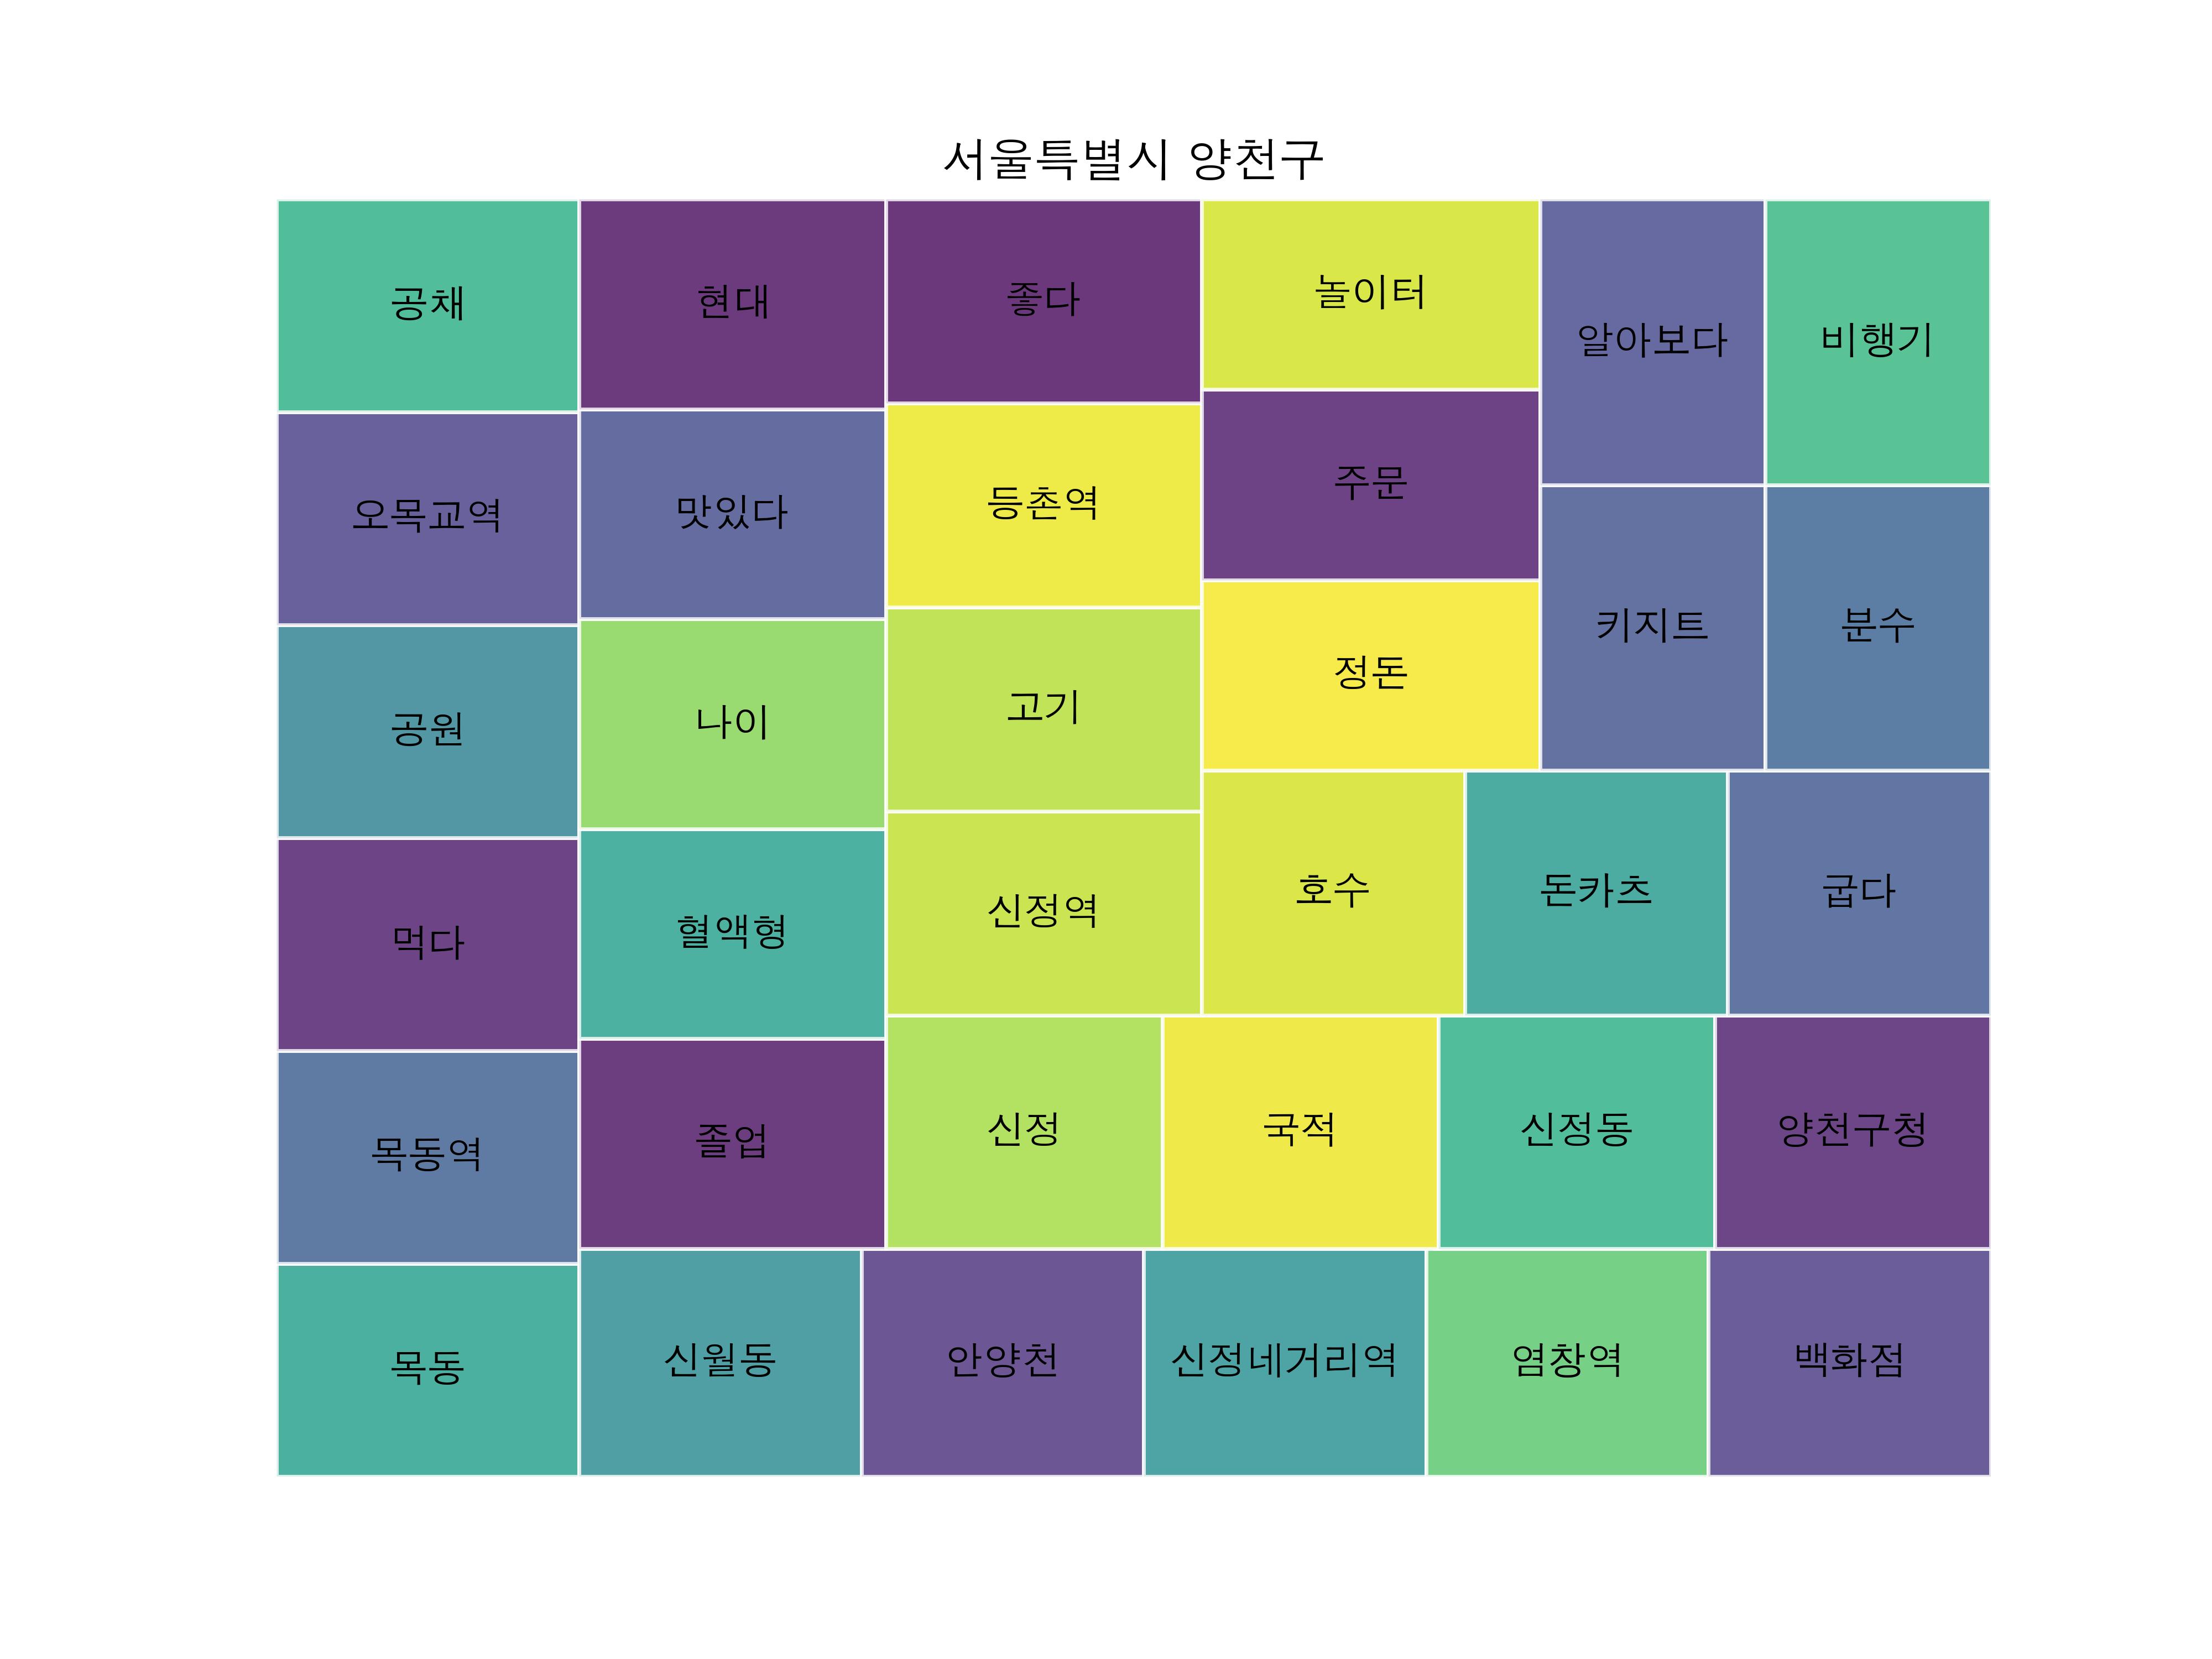 서울특별시 양천구
공채
현대
좋다
놀이터
알아보다
비행기
오목교역
맛있다
등촌역
주문
키지트
분수
공원
나이
고기
정돈
먹다
혈액형
신정역
호수
돈카츠
굽다
목동역
졸업
신정
국적
신정동
양천구청
목동
신월동
안양천
신정네거리역
염창역
백화점